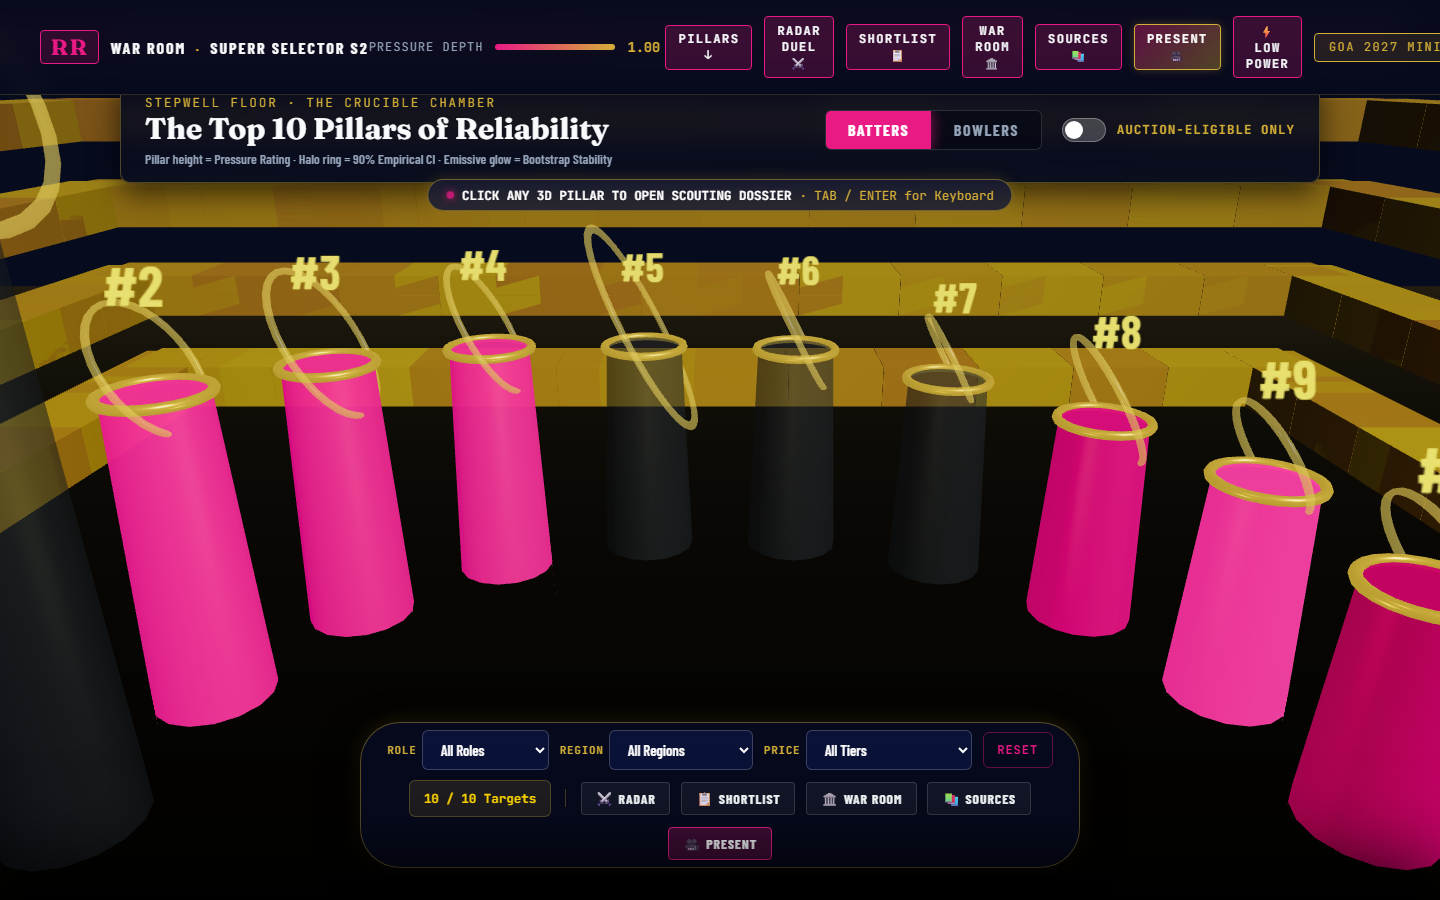 RR
WAR ROOM · SUPERR SELECTOR S2
PRESSURE DEPTH
1.00
PILLARS ↓
RADAR DUEL
SHORTLIST
WAR ROOM
SOURCES
PRESENT
LOW POWER
GOA 2027 MINI
STEPWELL FLOOR · THE CRUCIBLE CHAMBER
The Top 10 Pillars of Reliability
Pillar height = Pressure Rating · Halo ring = 90% Empirical CI · Emissive glow = Bootstrap Stability
BATTERS
BOWLERS
AUCTION-ELIGIBLE ONLY
CLICK ANY 3D PILLAR TO OPEN SCOUTING DOSSIER · TAB / ENTER for Keyboard
#2
#3
#4
#5
#6
#7
#8
#9
#
ROLE
All Roles
REGION
All Regions
PRICE
All Tiers
RESET
10 / 10 Targets
RADAR
SHORTLIST
WAR ROOM
SOURCES
PRESENT